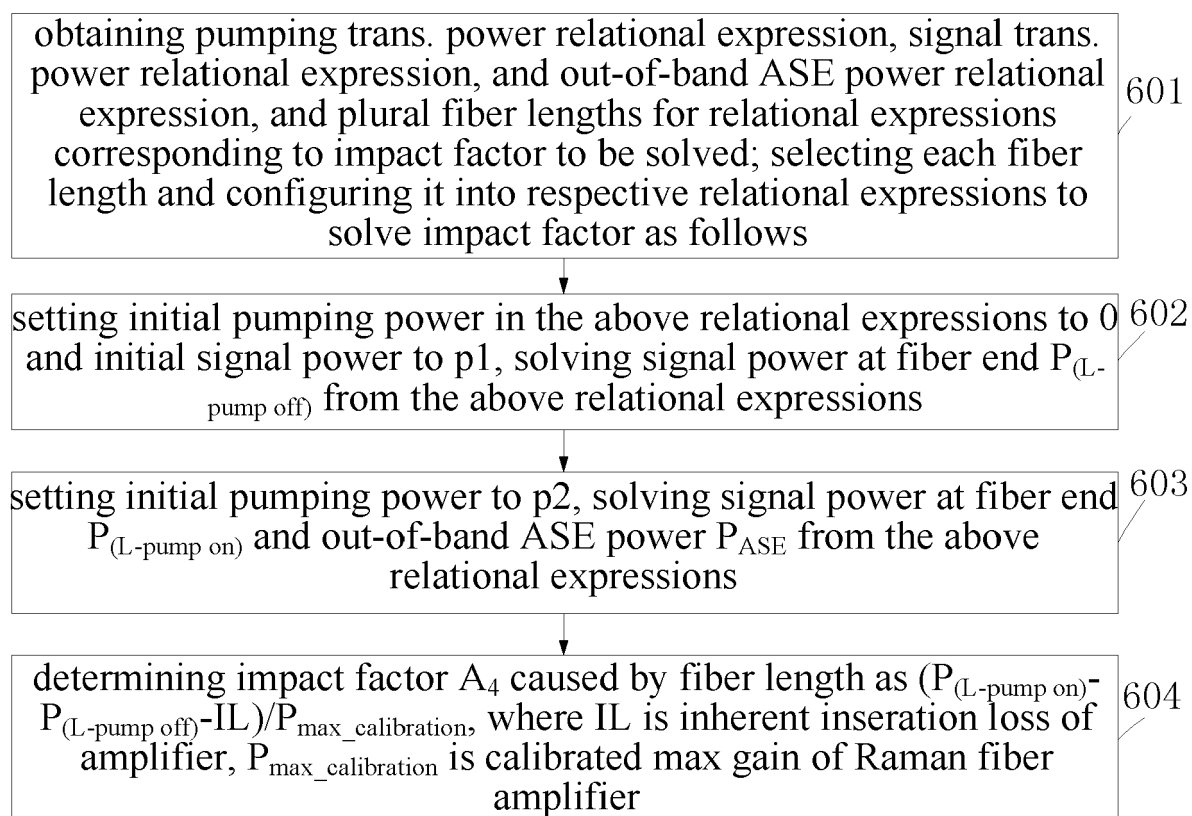 obtaining pumping trans. power relational expression, signal trans.
power relational expression, and out-of-band ASE power relational
expression, and plural fiber lengths for relational expressions
corresponding to impact factor to be solved; selecting each fiber
length and configuring it into respective relational expressions to
solve impact factor as follows
601
setting initial pumping power in the above relational expressions to 0
and initial signal power to p1, solving signal power at fiber end P(L-
pump off) from the above relational expressions
602
setting initial pumping power to p2, solving signal power at fiber end
P(L-pump on) and out-of-band ASE power PASE from the above
relational expressions
603
determining impact factor A4 caused by fiber length as (P(L-pump on)-
P(L-pump off)-IL)/Pmax_calibration, where IL is inherent inseration loss of
amplifier, Pmax_calibration is calibrated max gain of Raman fiber
amplifier
604